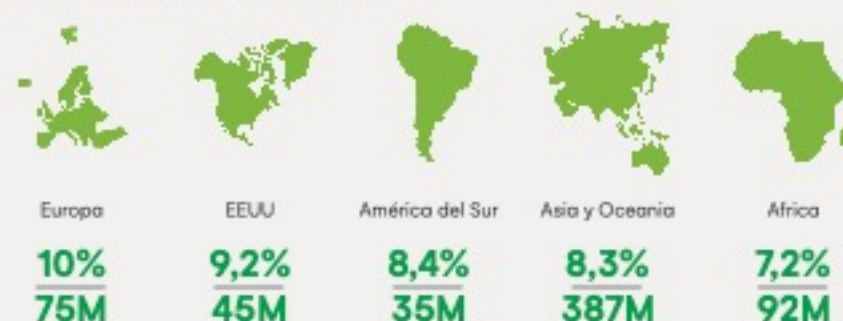 Europa EEUU América del Sur Asia y Oceania Africa
10% 9,2% 8,4% 8,3% 7,2%
75M 45M 35M 387M 92M